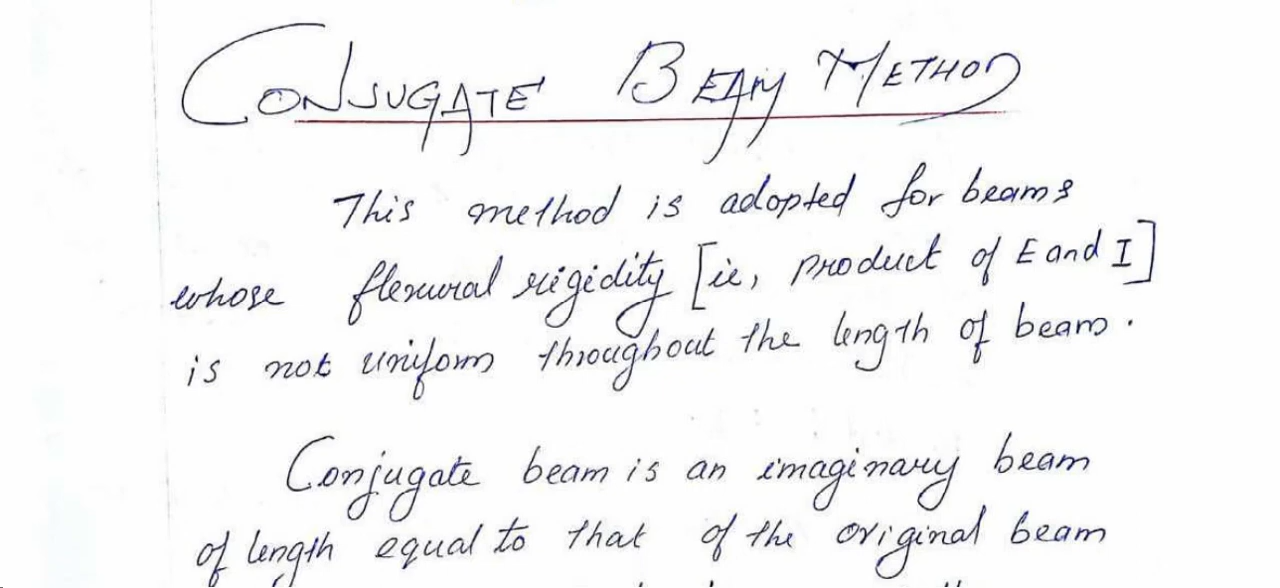 CONJUGATE BEAM METHOD
This method is adopted for beams
whose flexural rigidity [ie, product of E and I]
is not uniform throughout the length of beam.
Conjugate beam is an imaginary beam
of length equal to that of the original beam